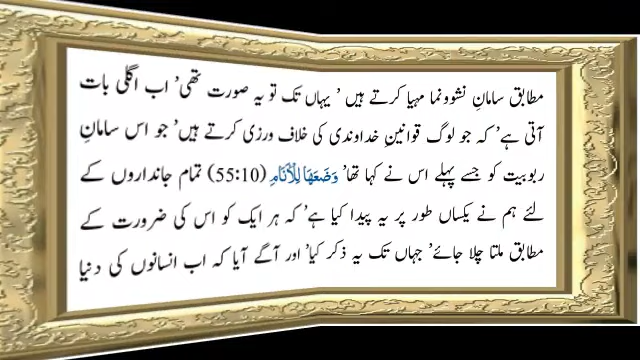 مطابق سامانِ نشوونما مہیا کرتے ہیں’ یہاں تک تو یہ صورت تھی’ اب اگلی بات
آتی ہے’ کہ جو لوگ قوانینِ خداوندی کی خلاف ورزی کرتے ہیں’ جو اس سامانِ
ربوبیت کو جسے پہلے اس نے کہا تھا’ وَضَعَهَا لِلْأَنَامِ (55:10) تمام جانداروں کے
لئے ہم نے یکساں طور پر یہ پیدا کیا ہے’ کہ ہر ایک کو اس کی ضرورت کے
مطابق ملتا چلا جائے’ جہاں تک یہ ذکر کیا’ اور آگے آیا کہ اب انسانوں کی دنیا